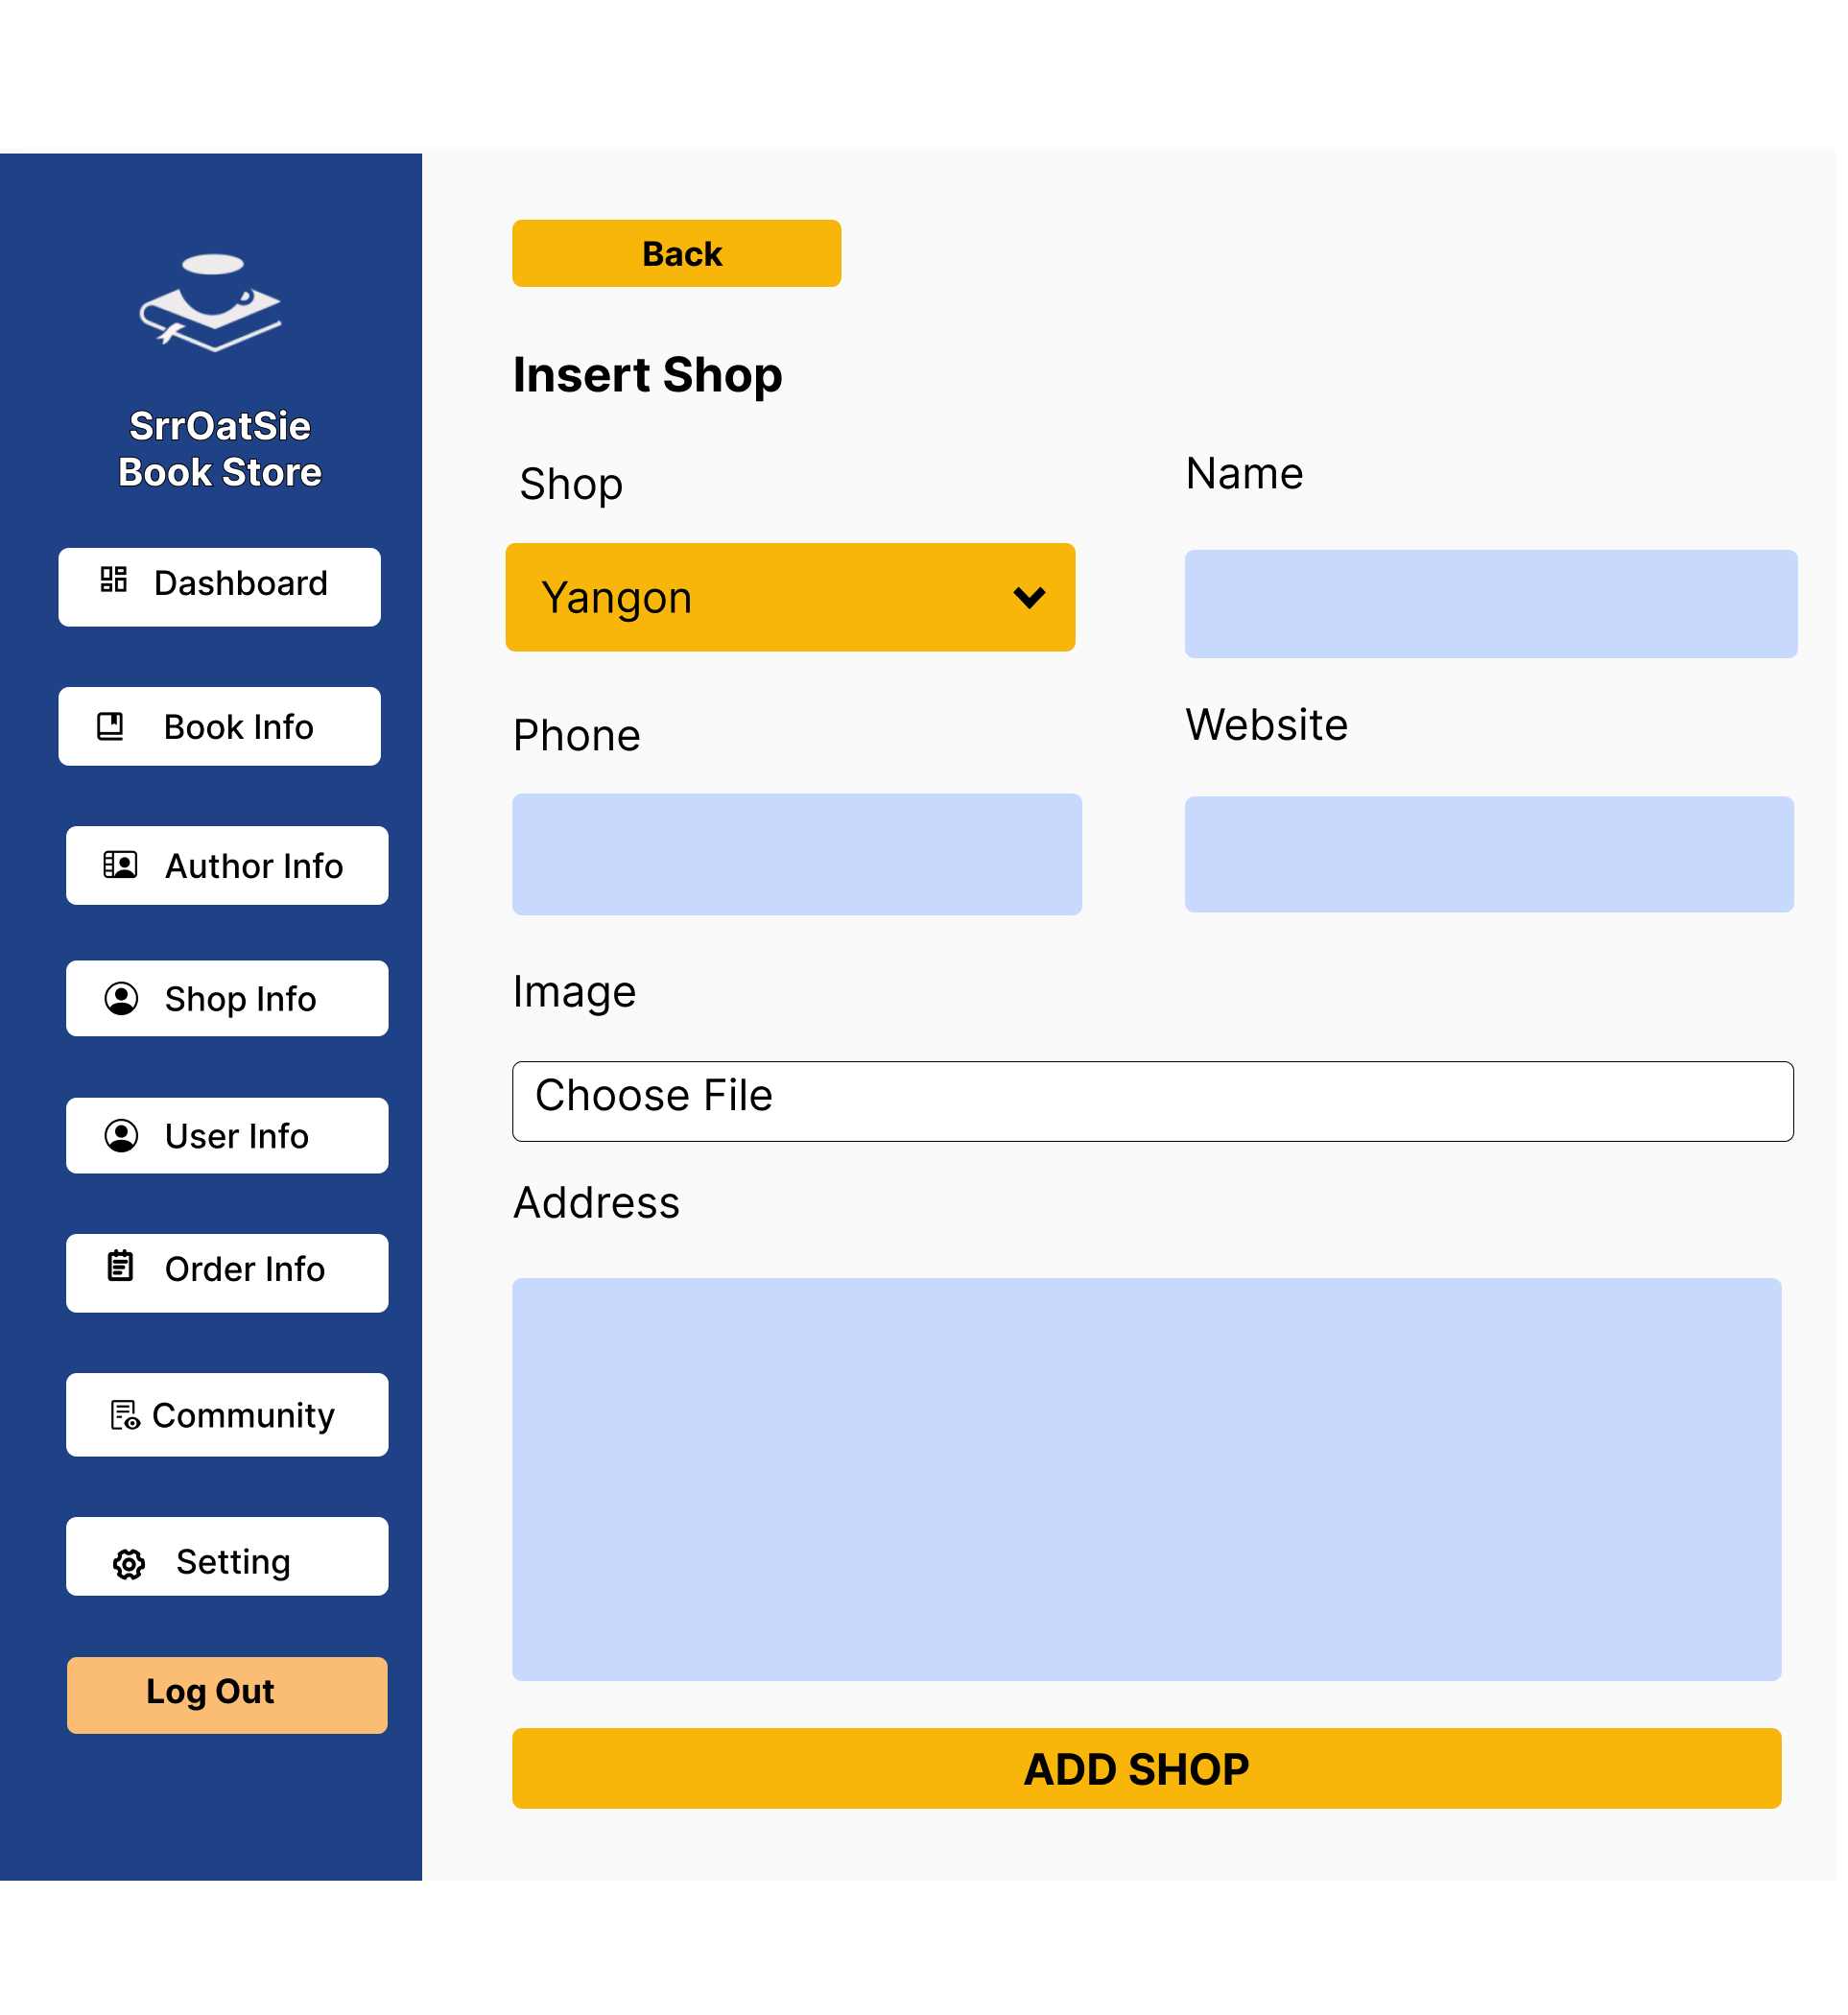 SrrOatSie
Book Store
Dashboard
Book Info
Author Info
Shop Info
User Info
Order Info
Community
Setting
Log Out
Back
Insert Shop
Shop
Name
Yangon
Phone
Website
Image
Choose File
Address
ADD SHOP